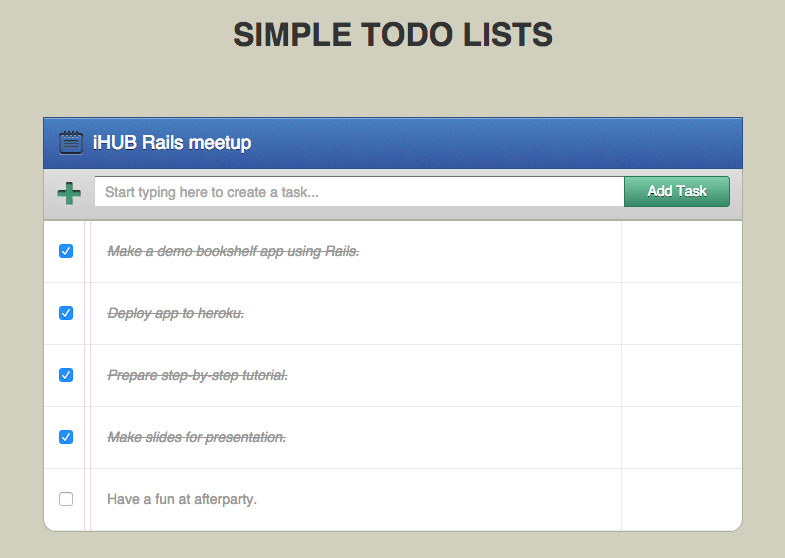 SIMPLE TODO LISTS
iHUB Rails meetup
Start typing here to create a task...
Add Task
Make a demo bookshelf app using Rails.
Deploy app to heroku.
Prepare step-by-step tutorial.
Make slides for presentation.
Have a fun at afterparty.